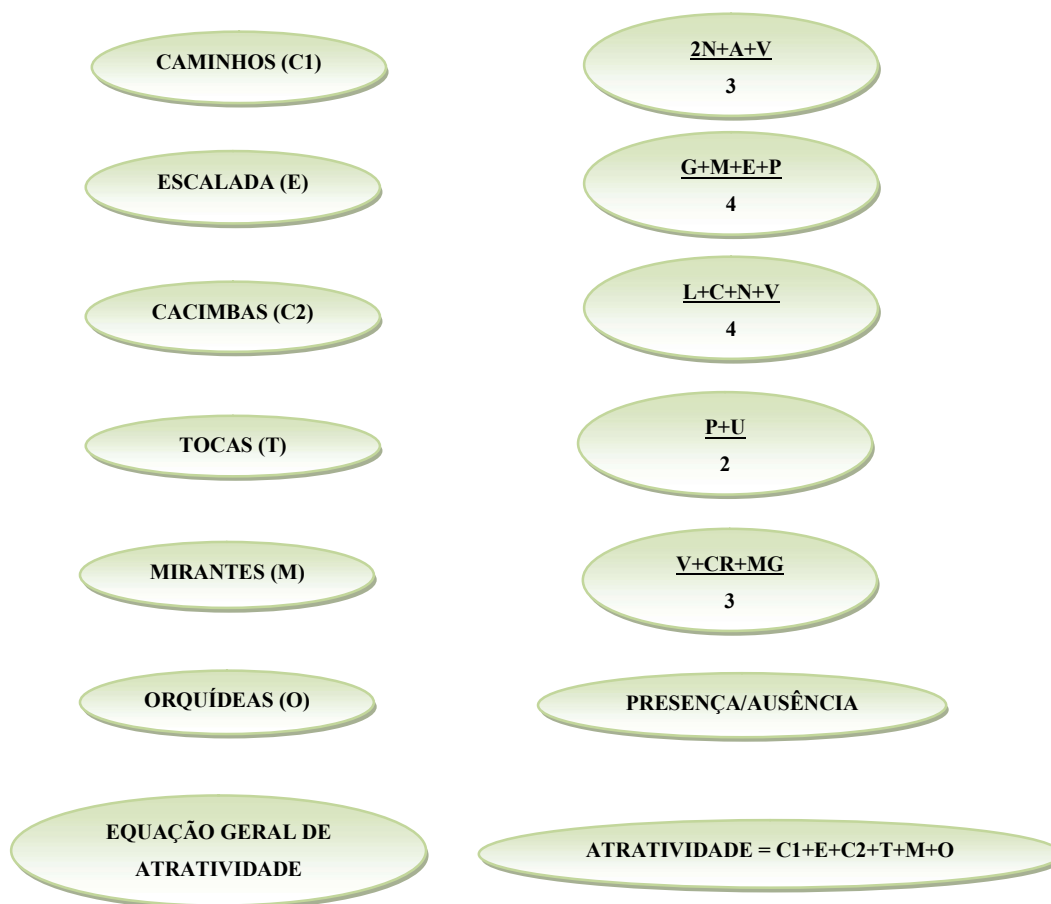 CAMINHOS (C1)
2N+A+V
3
ESCALADA (E)
G+M+E+P
4
CACIMBAS (C2)
L+C+N+V
4
TOCAS (T)
P+U
2
MIRANTES (M)
V+CR+MG
3
ORQUÍDEAS (O)
PRESENÇA/AUSÊNCIA
EQUAÇÃO GERAL DE
ATRATIVIDADE
ATRATIVIDADE = C1+E+C2+T+M+O